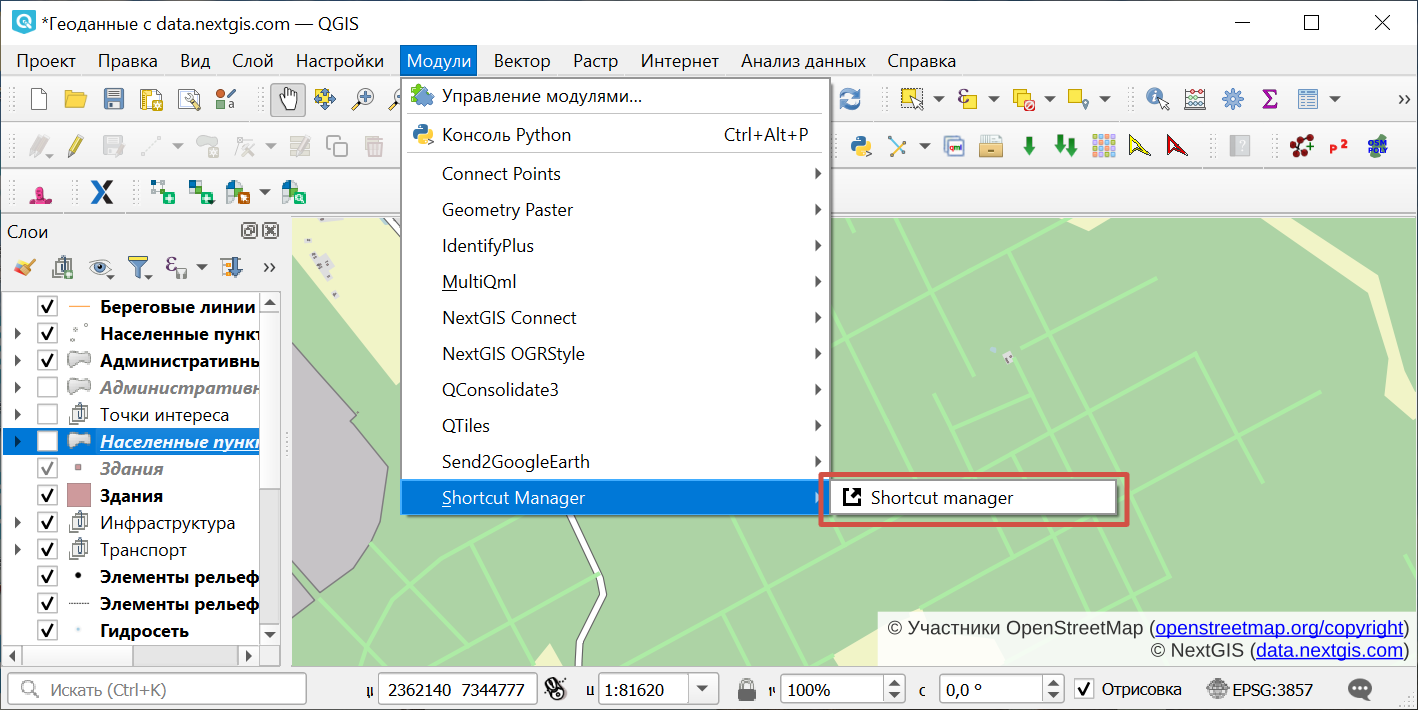 *Геоданные с data.nextgis.com — QGIS
Проект Правка Вид Слой Настройки Модули Вектор Растр Интернет Анализ данных Справка
Управление модулями...
Консоль Python Ctrl+Alt+P
Connect Points
Geometry Paster
IdentifyPlus
MultiQml
NextGIS Connect
NextGIS OGRStyle
QConsolidate3
QTiles
Send2GoogleEarth
Shortcut Manager
Shortcut manager
Слои
Береговые линии
Населенные пункт
Административнь
Административн
Точки интереса
Населенные пункт
Здания
Здания
Инфраструктура
Транспорт
Элементы рельеф
Элементы рельеф
Гидросеть
© Участники OpenStreetMap (openstreetmap.org/copyright)
© NextGIS (data.nextgis.com)
Искать (Ctrl+K) 2362140 7344777 1:81620 100% 0,0 ° Отрисовка EPSG:3857